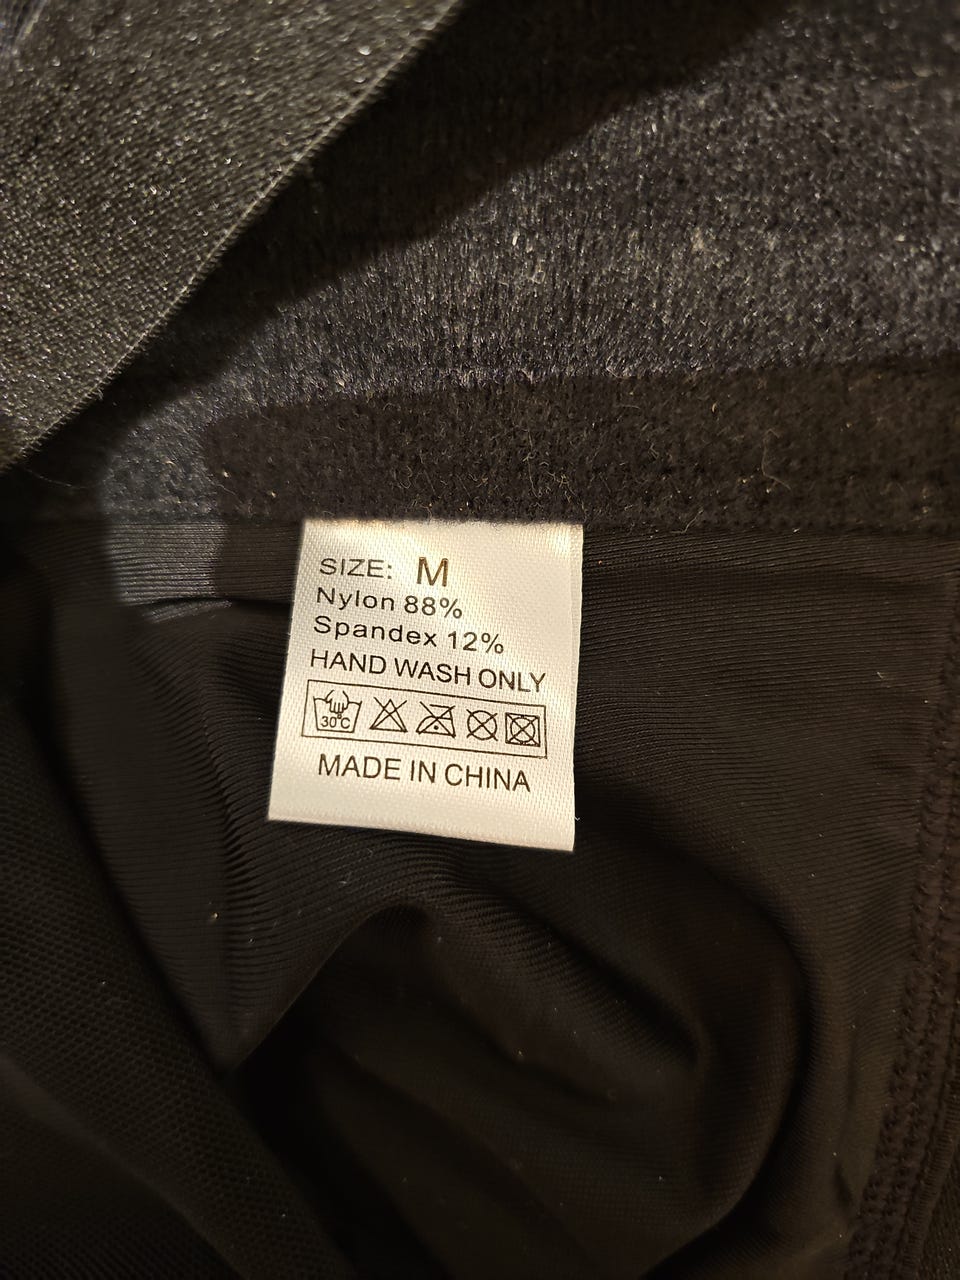 SIZE: M
Nylon 88%
Spandex 12%
HAND WASH ONLY
30°C
MADE IN CHINA